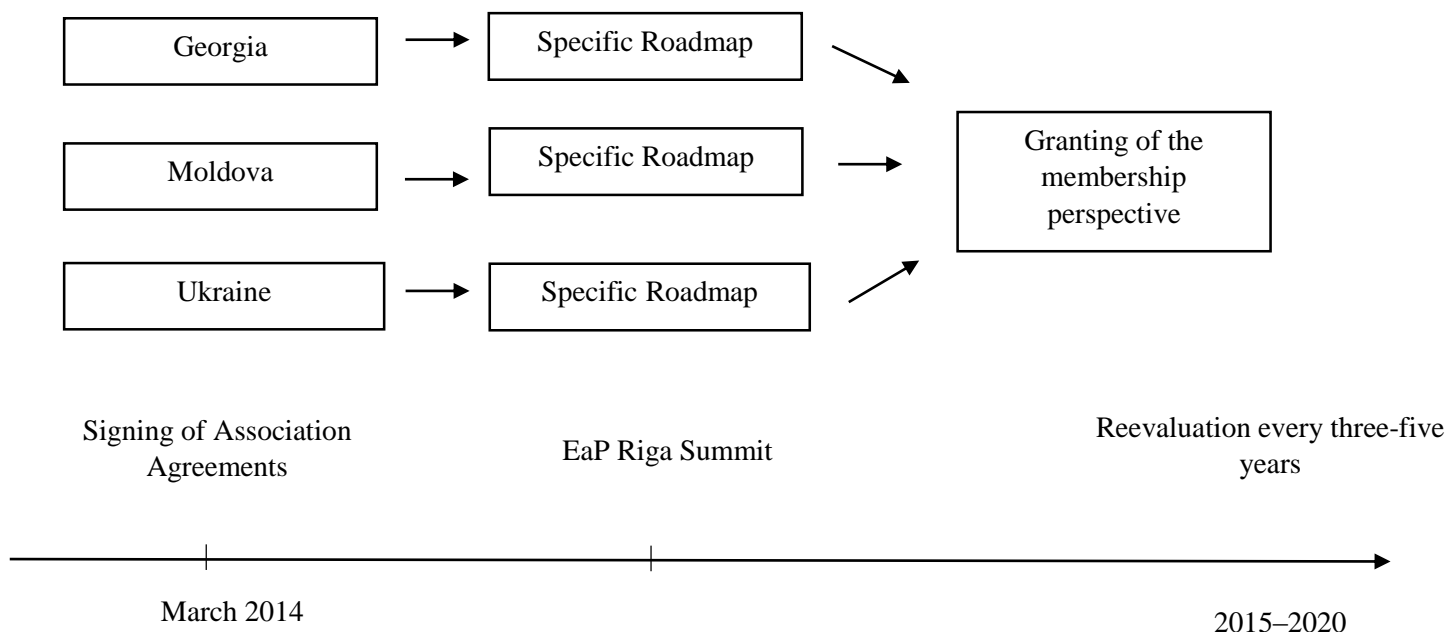 Georgia
Specific Roadmap
Moldova
Specific Roadmap
Granting of the
membership
perspective
Ukraine
Specific Roadmap
Signing of Association
Agreements
EaP Riga Summit
Reevaluation every three-five
years
March 2014
2015–2020